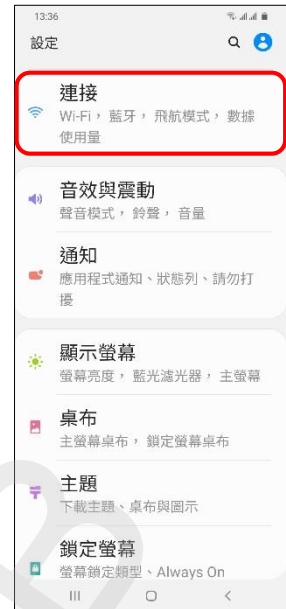 13:36
設定
連接
Wi-Fi， 藍牙， 飛航模式， 數據
使用量
音效與震動
聲音模式， 鈴聲， 音量
通知
應用程式通知、狀態列、請勿打
擾
顯示螢幕
螢幕亮度， 藍光濾光器， 主螢幕
桌布
主螢幕桌布， 鎖定螢幕桌布
主題
下載主題、桌布與圖示
鎖定螢幕
螢幕鎖定類型、Always On